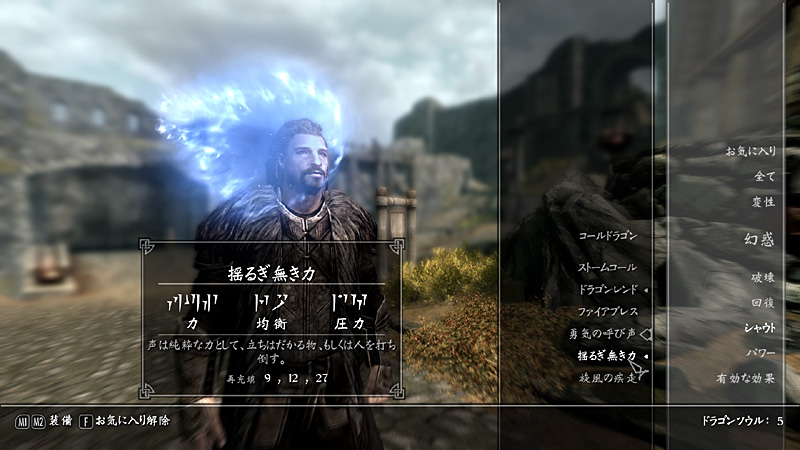 揺るぎ無き力
力 均衡 圧力
声は純粋な力として、立ちはだかる物、もしくは人を打ち
倒す。
再充填 9 , 12 , 27
コールドラゴン
ストームコール
ドラゴンレンド
ファイアブレス
勇気の呼び声
揺るぎ無き力
旋風の疾走
お気に入り
全て
変性
幻惑
破壊
回復
シャウト
パワー
有効な効果
M1 M2 装備 F お気に入り解除
ドラゴンソウル: 5